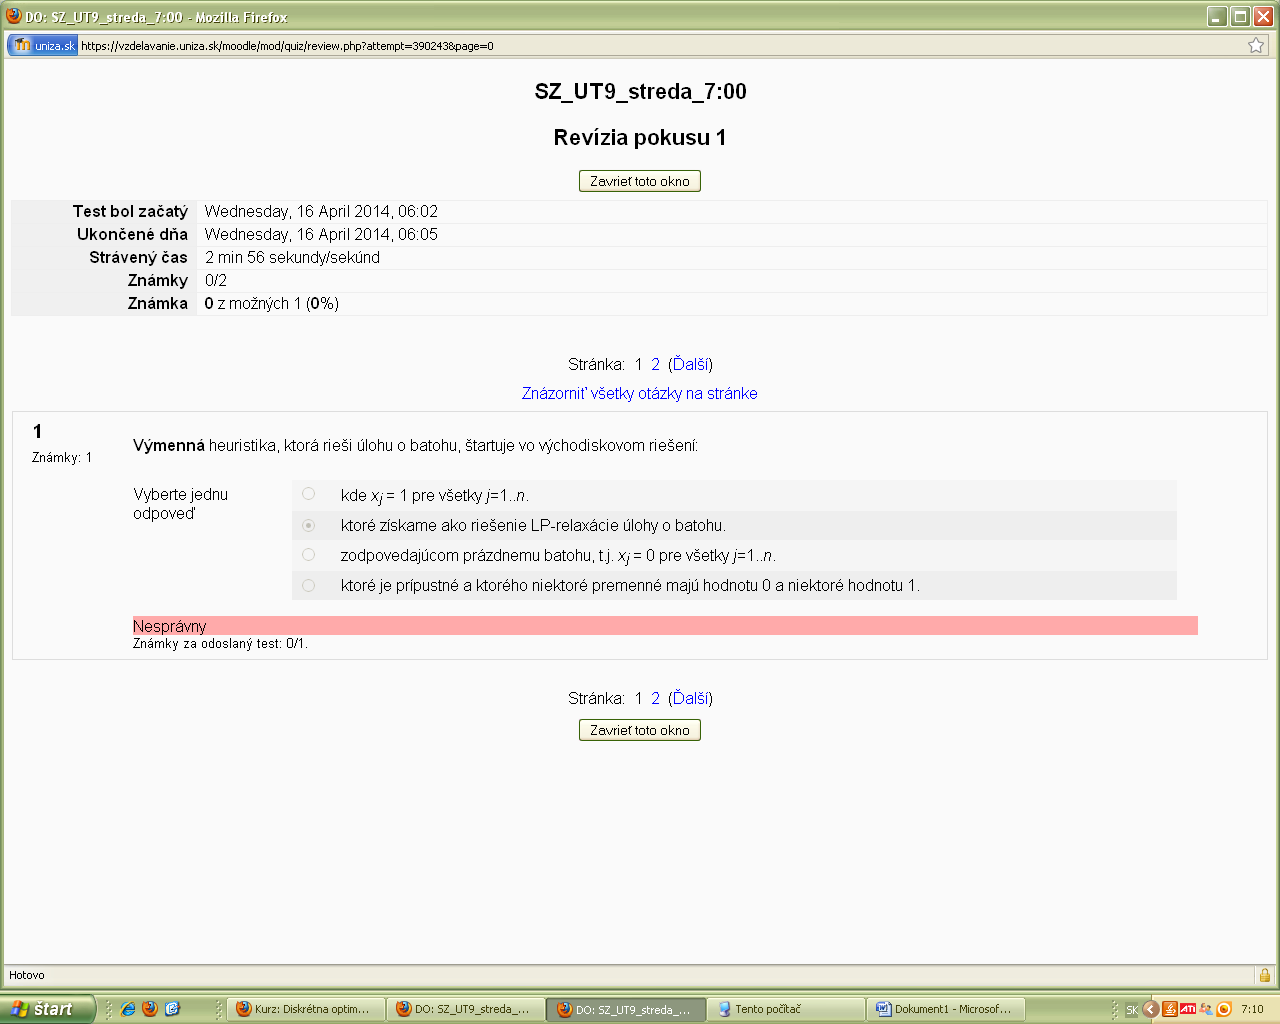 DO: SZ_UT9_streda_7:00 - Mozilla Firefox
uniza.sk https://vzdelavanie.uniza.sk/moodle/mod/quiz/review.php?attempt=390243&page=0
SZ_UT9_streda_7:00
Revízia pokusu 1
Zavrieť toto okno
Test bol začatý Wednesday, 16 April 2014, 06:02
Ukončené dňa Wednesday, 16 April 2014, 06:05
Strávený čas 2 min 56 sekundy/sekúnd
Známky 0/2
Známka 0 z možných 1 (0%)
Stránka: 1 2 (Ďalší)
Znázorniť všetky otázky na stránke
1
Známky: 1
Výmenná heuristika, ktorá rieši úlohu o batohu, štartuje vo východiskovom riešení:
Vyberte jednu odpoveď
kde xj = 1 pre všetky j=1..n.
ktoré získame ako riešenie LP-relaxácie úlohy o batohu.
zodpovedajúcom prázdnemu batohu, t.j. xj = 0 pre všetky j=1..n.
ktoré je prípustné a ktorého niektoré premenné majú hodnotu 0 a niektoré hodnotu 1.
Nesprávny
Známky za odoslaný test: 0/1.
Stránka: 1 2 (Ďalší)
Zavrieť toto okno
Hotovo
štart Kurz: Diskrétna optim... DO: SZ_UT9_streda_7... DO: SZ_UT9_streda_... Tento počítač Dokument1 - Microsof... SK ATI 7:10